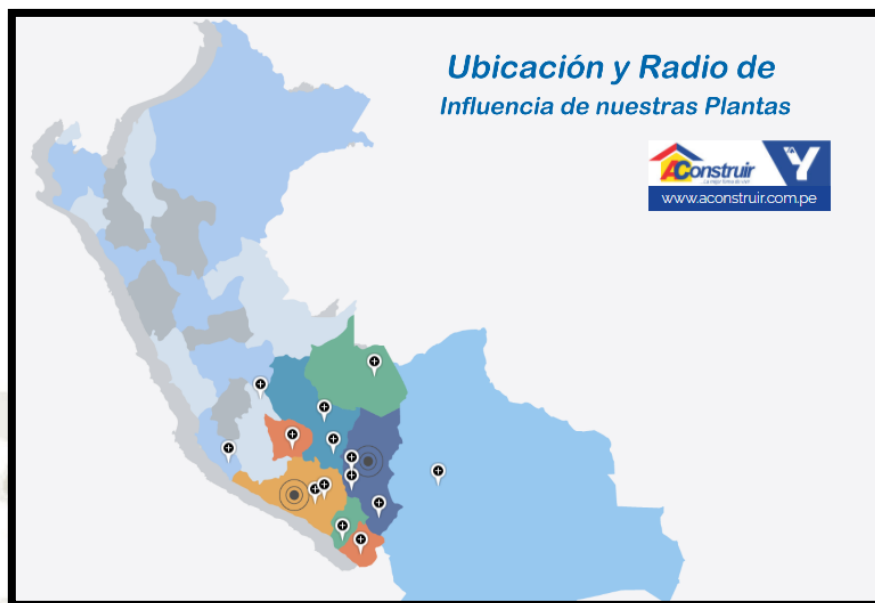 Ubicación y Radio de
Influencia de nuestras Plantas
AConstruir
www.aconstruir.com.pe